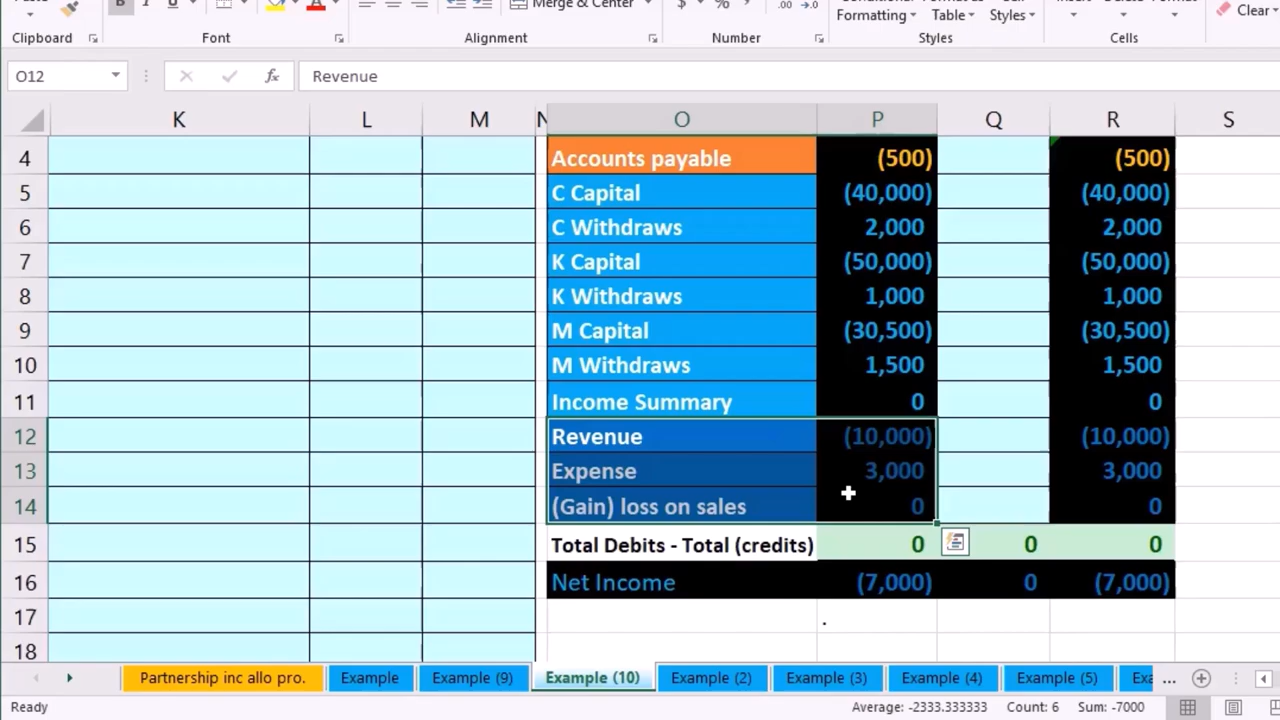 Merge & Center
$ % ,
Formatting Table Styles
Clear
Clipboard Font Alignment Number Styles Cells
O12 fx Revenue
K L M N O P Q R S
4 Accounts payable (500) (500)
5 C Capital (40,000) (40,000)
6 C Withdraws 2,000 2,000
7 K Capital (50,000) (50,000)
8 K Withdraws 1,000 1,000
9 M Capital (30,500) (30,500)
10 M Withdraws 1,500 1,500
11 Income Summary 0 0
12 Revenue (10,000) (10,000)
13 Expense 3,000 3,000
14 (Gain) loss on sales 0 0
15 Total Debits - Total (credits) 0 0 0
16 Net Income (7,000) 0 (7,000)
17 .
18
Partnership inc allo pro. Example Example (9) Example (10) Example (2) Example (3) Example (4) Example (5) Exa ...
Ready Average: -2333.333333 Count: 6 Sum: -7000